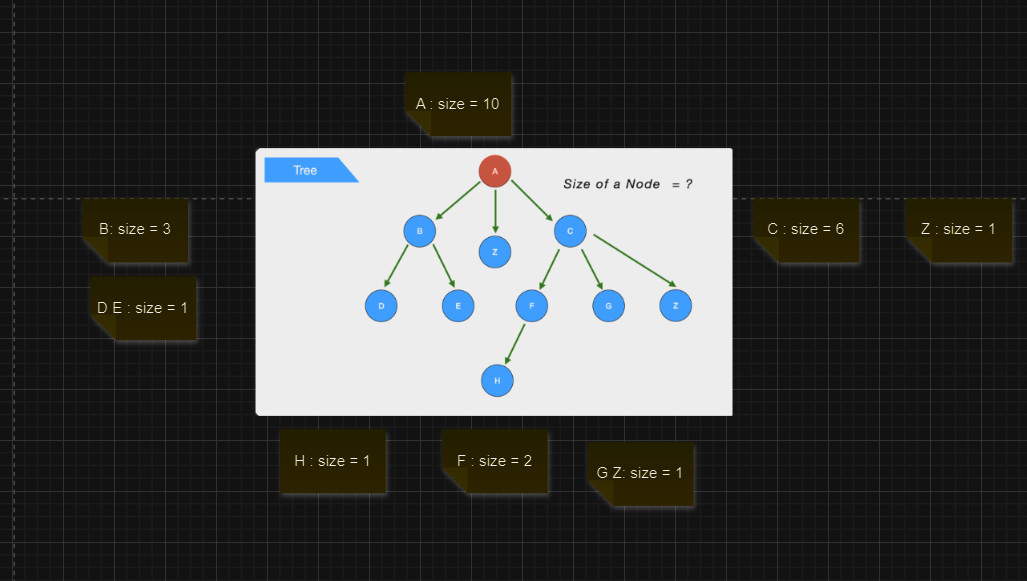 A : size = 10
Tree
A
Size of a Node = ?
B: size = 3
B
Z
C
C : size = 6
Z : size = 1
D E : size = 1
D
E
F
G
Z
H
H : size = 1
F : size = 2
G Z: size = 1